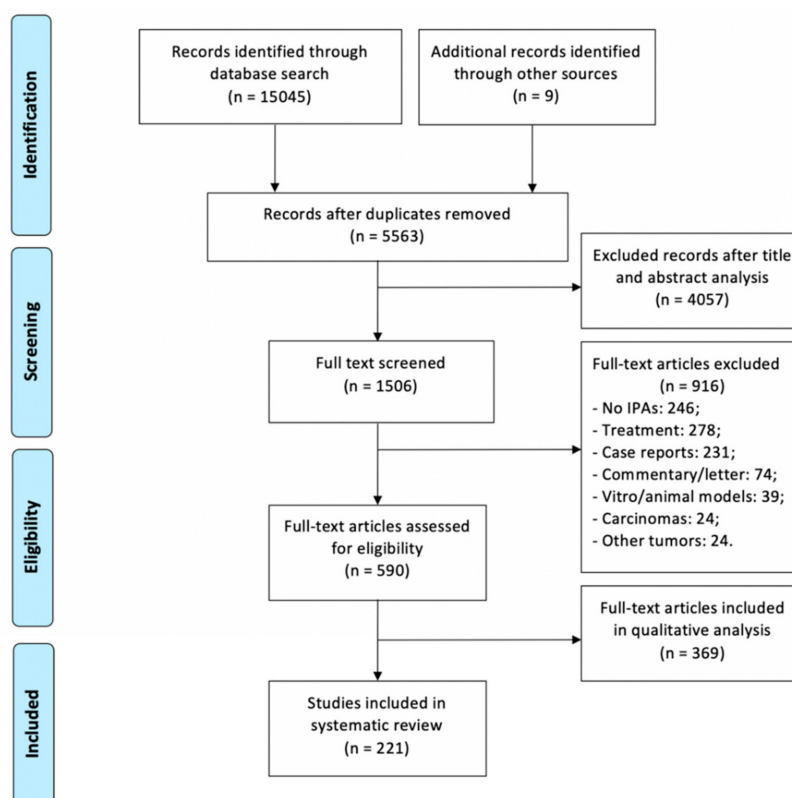 Identification
Records identified through
database search
(n = 15045)
Additional records identified
through other sources
(n = 9)
Records after duplicates removed
(n = 5563)
Screening
Excluded records after title
and abstract analysis
(n = 4057)
Full text screened
(n = 1506)
Full-text articles excluded
(n = 916)
- No IPAs: 246;
- Treatment: 278;
- Case reports: 231;
- Commentary/letter: 74;
- Vitro/animal models: 39;
- Carcinomas: 24;
- Other tumors: 24.
Eligibility
Full-text articles assessed
for eligibility
(n = 590)
Full-text articles included
in qualitative analysis
(n = 369)
Included
Studies included in
systematic review
(n = 221)